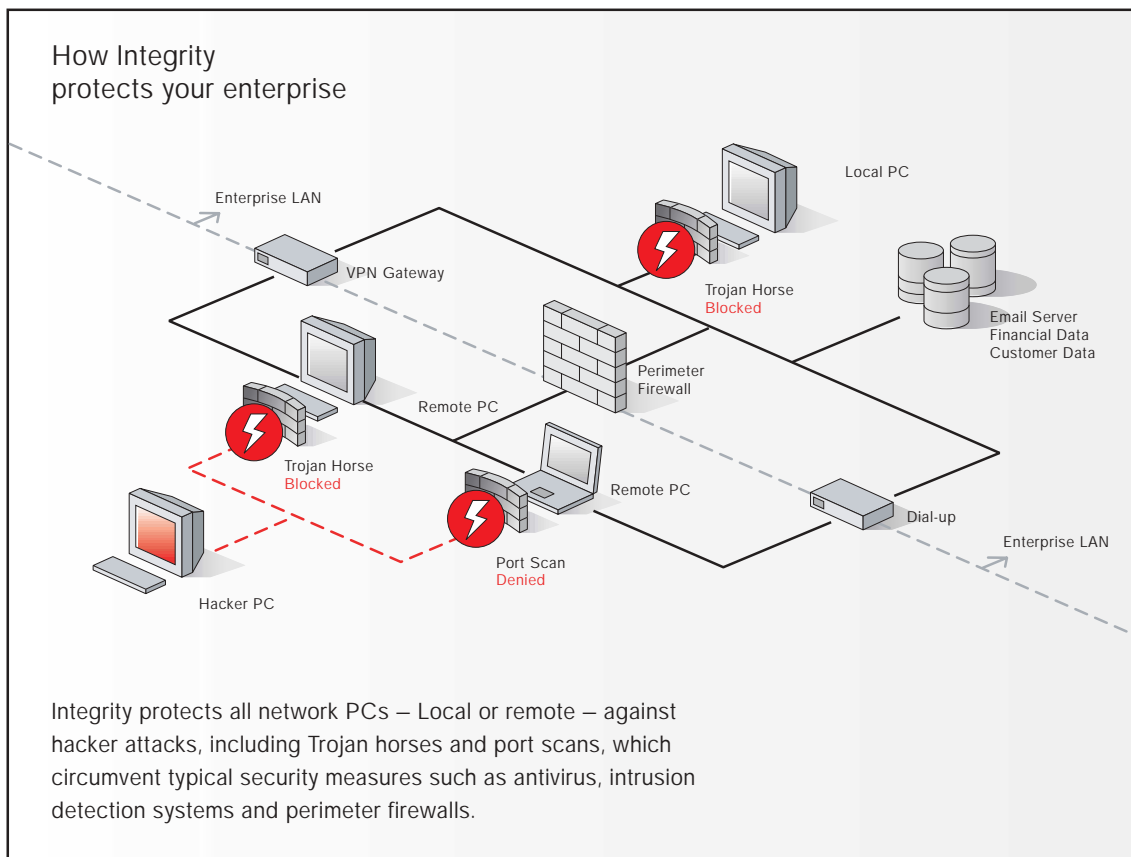 How Integrity
protects your enterprise
Enterprise LAN
VPN Gateway
Local PC
Trojan Horse
Blocked
Email Server
Financial Data
Customer Data
Perimeter
Firewall
Remote PC
Trojan Horse
Blocked
Remote PC
Port Scan
Denied
Dial-up
Enterprise LAN
Hacker PC
Integrity protects all network PCs – Local or remote – against
hacker attacks, including Trojan horses and port scans, which
circumvent typical security measures such as antivirus, intrusion
detection systems and perimeter firewalls.